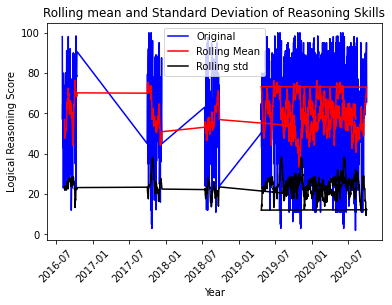 Rolling mean and Standard Deviation of Reasoning Skills
Original
Rolling Mean
Rolling std
Logical Reasoning Score
100
80
60
40
20
0
2016-07
2017-01
2017-07
2018-01
2018-07
2019-01
2019-07
2020-01
2020-07
Year